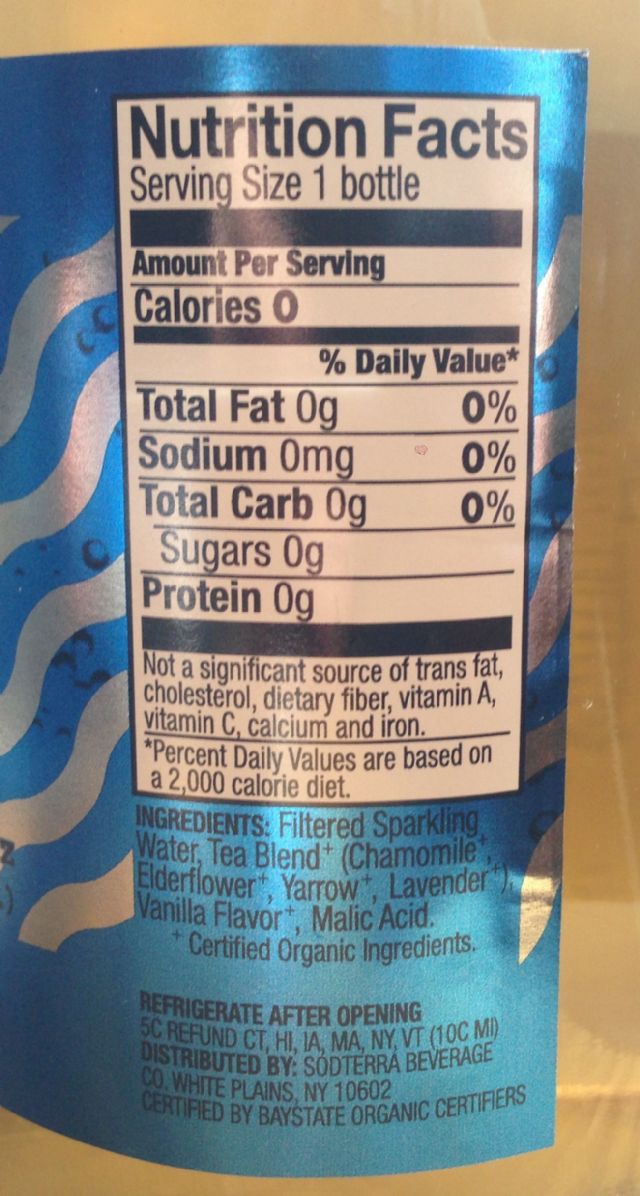 Nutrition Facts
Serving Size 1 bottle
Amount Per Serving
Calories 0
% Daily Value*
Total Fat 0g 0%
Sodium 0mg 0%
Total Carb 0g 0%
Sugars 0g
Protein 0g
Not a significant source of trans fat,
cholesterol, dietary fiber, vitamin A,
vitamin C, calcium and iron.
*Percent Daily Values are based on
a 2,000 calorie diet.
INGREDIENTS: Filtered Sparkling
Water, Tea Blend+ (Chamomile+,
Elderflower+, Yarrow+, Lavender+),
Vanilla Flavor+, Malic Acid.
+ Certified Organic Ingredients.
REFRIGERATE AFTER OPENING
5C REFUND CT, HI, IA, MA, NY, VT (10C MI)
DISTRIBUTED BY: SODTERRA BEVERAGE
CO. WHITE PLAINS, NY 10602
CERTIFIED BY BAYSTATE ORGANIC CERTIFIERS